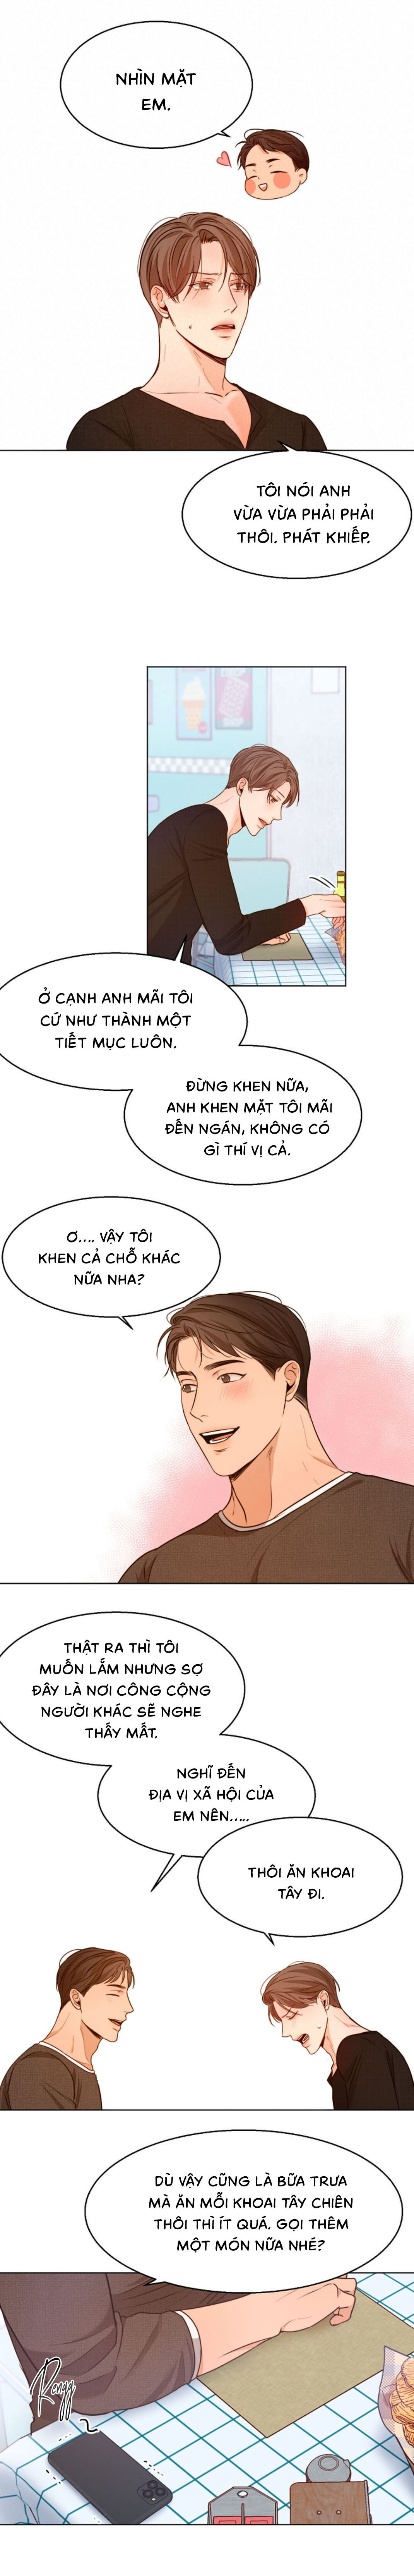 NHÌN MẶT
EM.
TÔI NÓI ANH
VỪA VỪA PHẢI PHẢI
THÔI. PHÁT KHIẾP.
Ở CẠNH ANH MÃI TÔI
CỨ NHƯ THÀNH MỘT
TIẾT MỤC LUÔN.
ĐỪNG KHEN NỮA,
ANH KHEN MẶT TÔI MÃI
ĐẾN NGÁN, KHÔNG CÓ
GÌ THÍ VỊ CẢ.
Ơ.... VẬY TÔI
KHEN CẢ CHỖ KHÁC
NỮA NHA?
THẬT RA THÌ TÔI
MUỐN LẮM NHƯNG SỢ
ĐÂY LÀ NƠI CÔNG CỘNG
NGƯỜI KHÁC SẼ NGHE
THẤY MẤT.
NGHĨ ĐẾN
ĐỊA VỊ XÃ HỘI CỦA
EM NÊN.....
THÔI ĂN KHOAI
TÂY ĐI.
DÙ VẬY CŨNG LÀ BỮA TRƯA
MÀ ĂN MỖI KHOAI TÂY CHIÊN
THÔI THÌ ÍT QUÁ. GỌI THÊM
MỘT MÓN NỮA NHÉ?